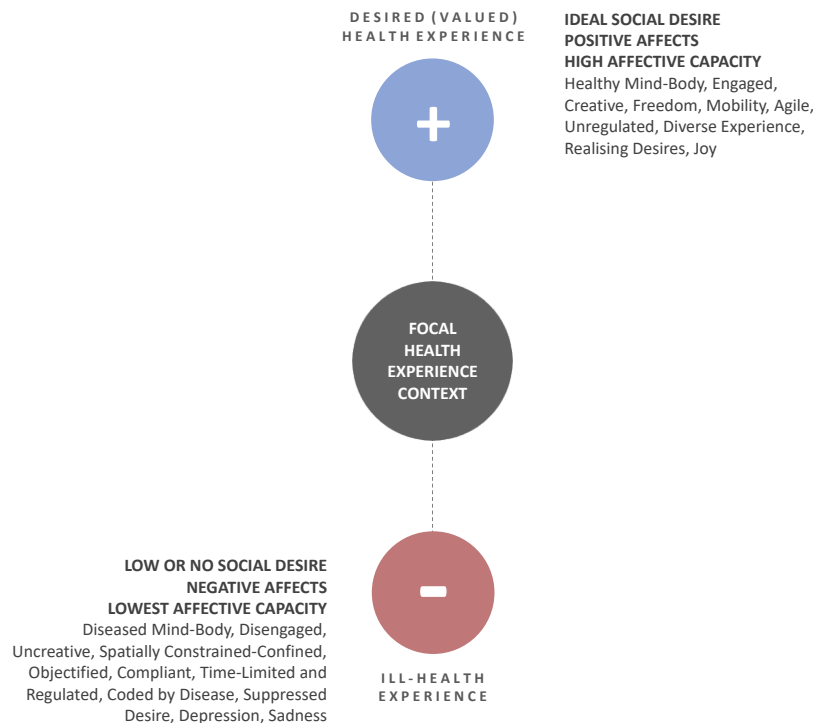 DESIRED (VALUED)
HEALTH EXPERIENCE
IDEAL SOCIAL DESIRE
POSITIVE AFFECTS
HIGH AFFECTIVE CAPACITY
Healthy Mind-Body, Engaged,
Creative, Freedom, Mobility, Agile,
Unregulated, Diverse Experience,
Realising Desires, Joy
+
FOCAL
HEALTH
EXPERIENCE
CONTEXT
LOW OR NO SOCIAL DESIRE
NEGATIVE AFFECTS
LOWEST AFFECTIVE CAPACITY
Diseased Mind-Body, Disengaged,
Uncreative, Spatially Constrained-Confined,
Objectified, Compliant, Time-Limited and
Regulated, Coded by Disease, Suppressed
Desire, Depression, Sadness
-
ILL-HEALTH
EXPERIENCE